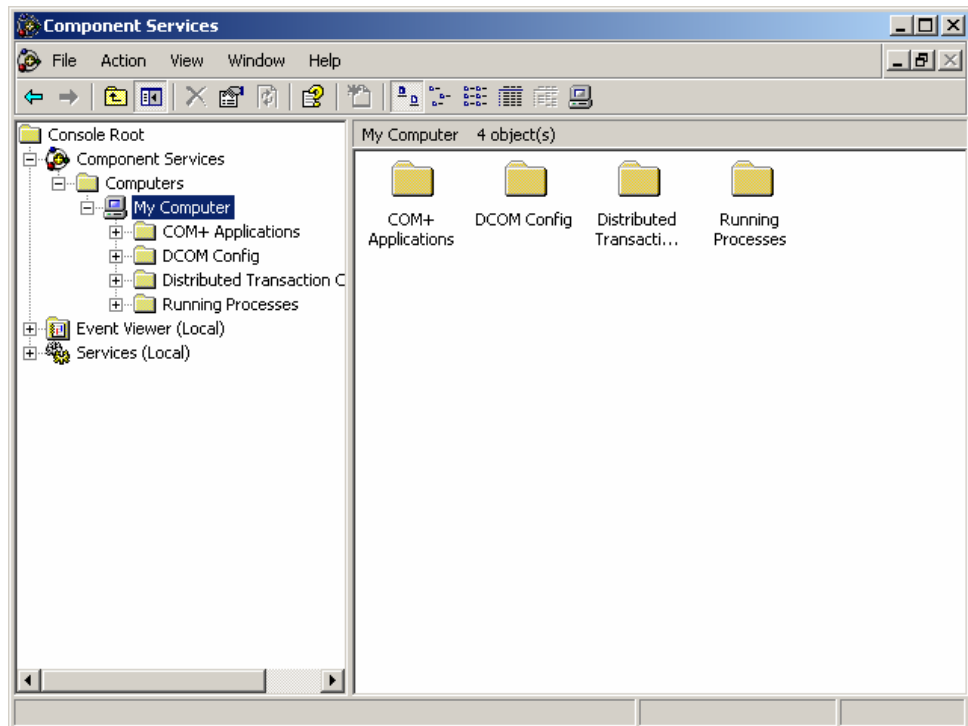 Component Services
File Action View Window Help
Console Root
Component Services
Computers
My Computer
COM+ Applications
DCOM Config
Distributed Transaction C
Running Processes
Event Viewer (Local)
Services (Local)
My Computer 4 object(s)
COM+
Applications
DCOM Config
Distributed
Transacti...
Running
Processes